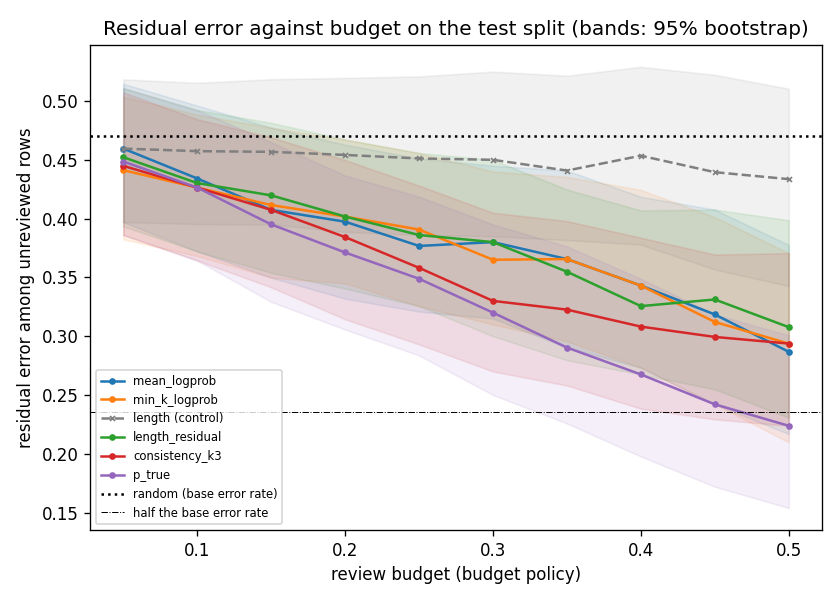 Residual error against budget on the test split (bands: 95% bootstrap)
residual error among unreviewed rows
0.50
0.45
0.40
0.35
0.30
0.25
0.20
0.15
mean_logprob
min_k_logprob
length (control)
length_residual
consistency_k3
p_true
random (base error rate)
half the base error rate
0.1
0.2
0.3
0.4
0.5
review budget (budget policy)